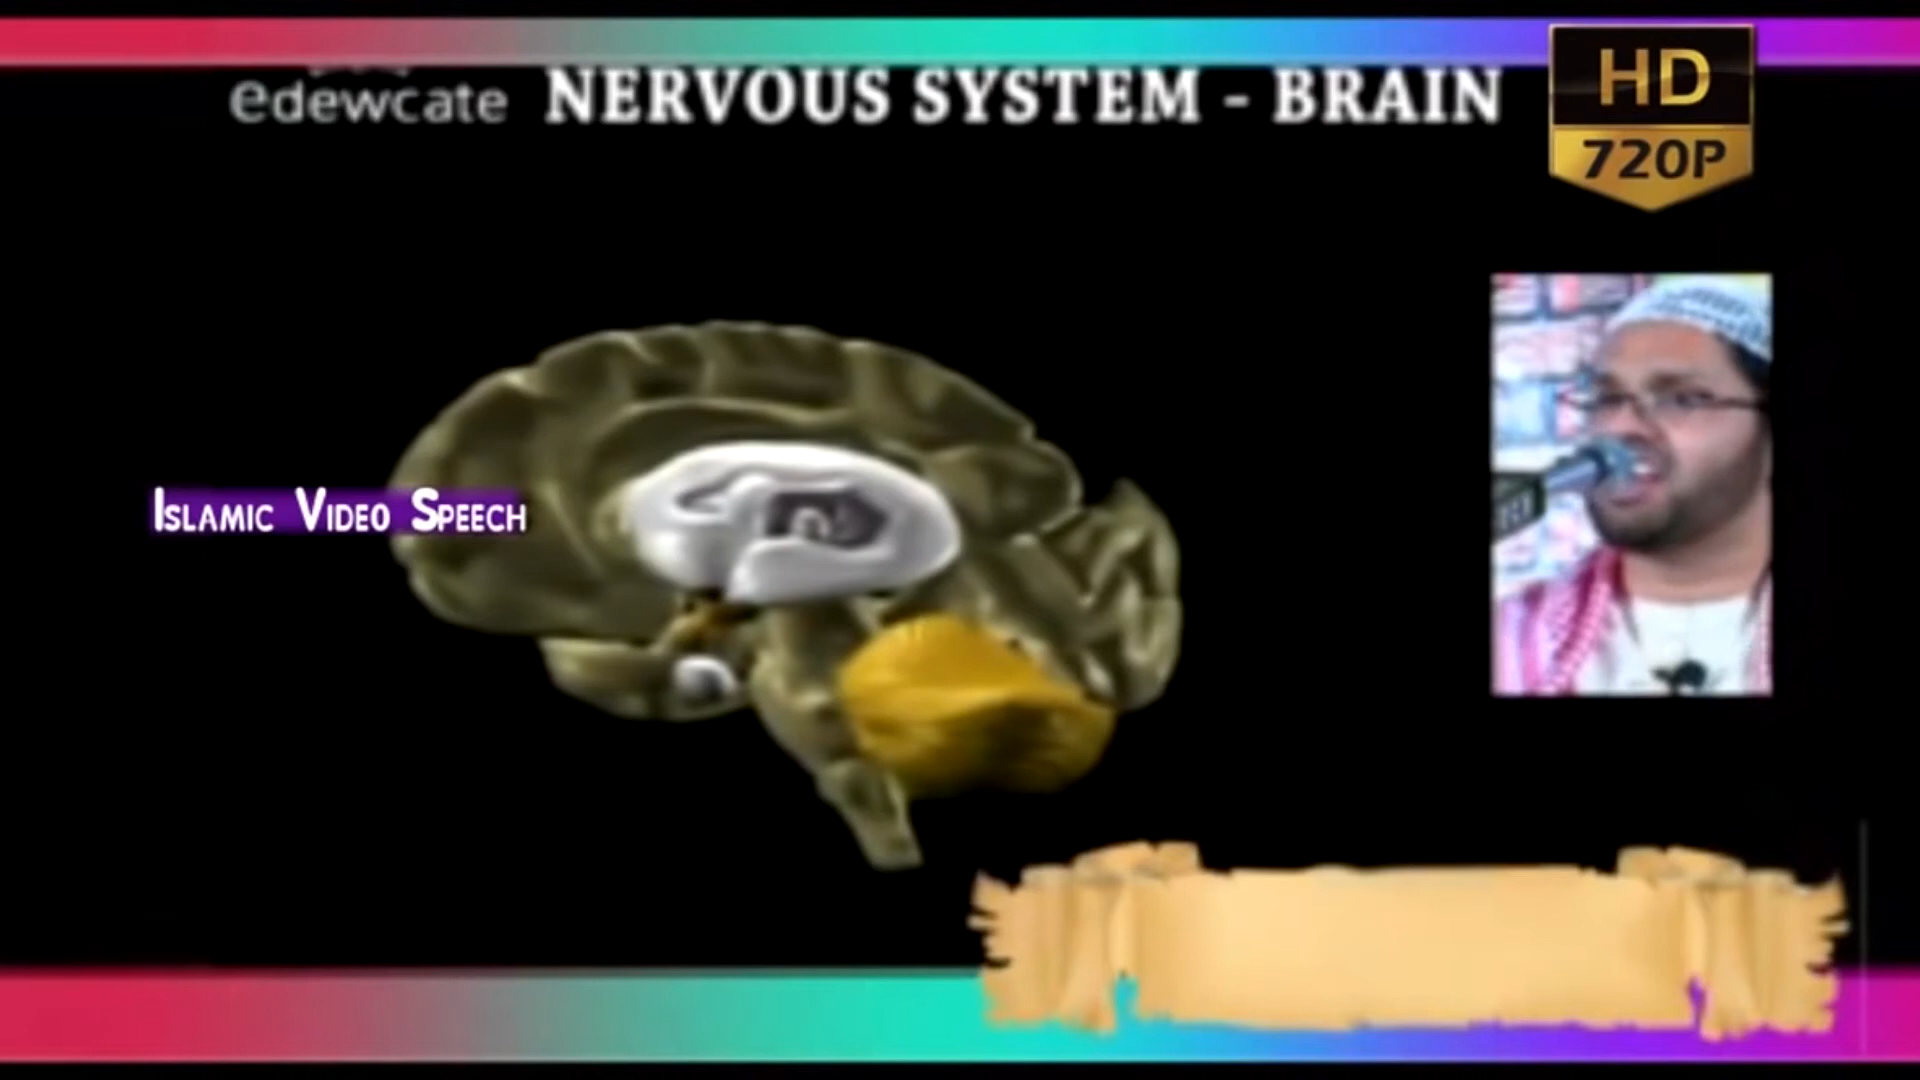 edewcate NERVOUS SYSTEM - BRAIN
HD
720P
Islamic Video Speech